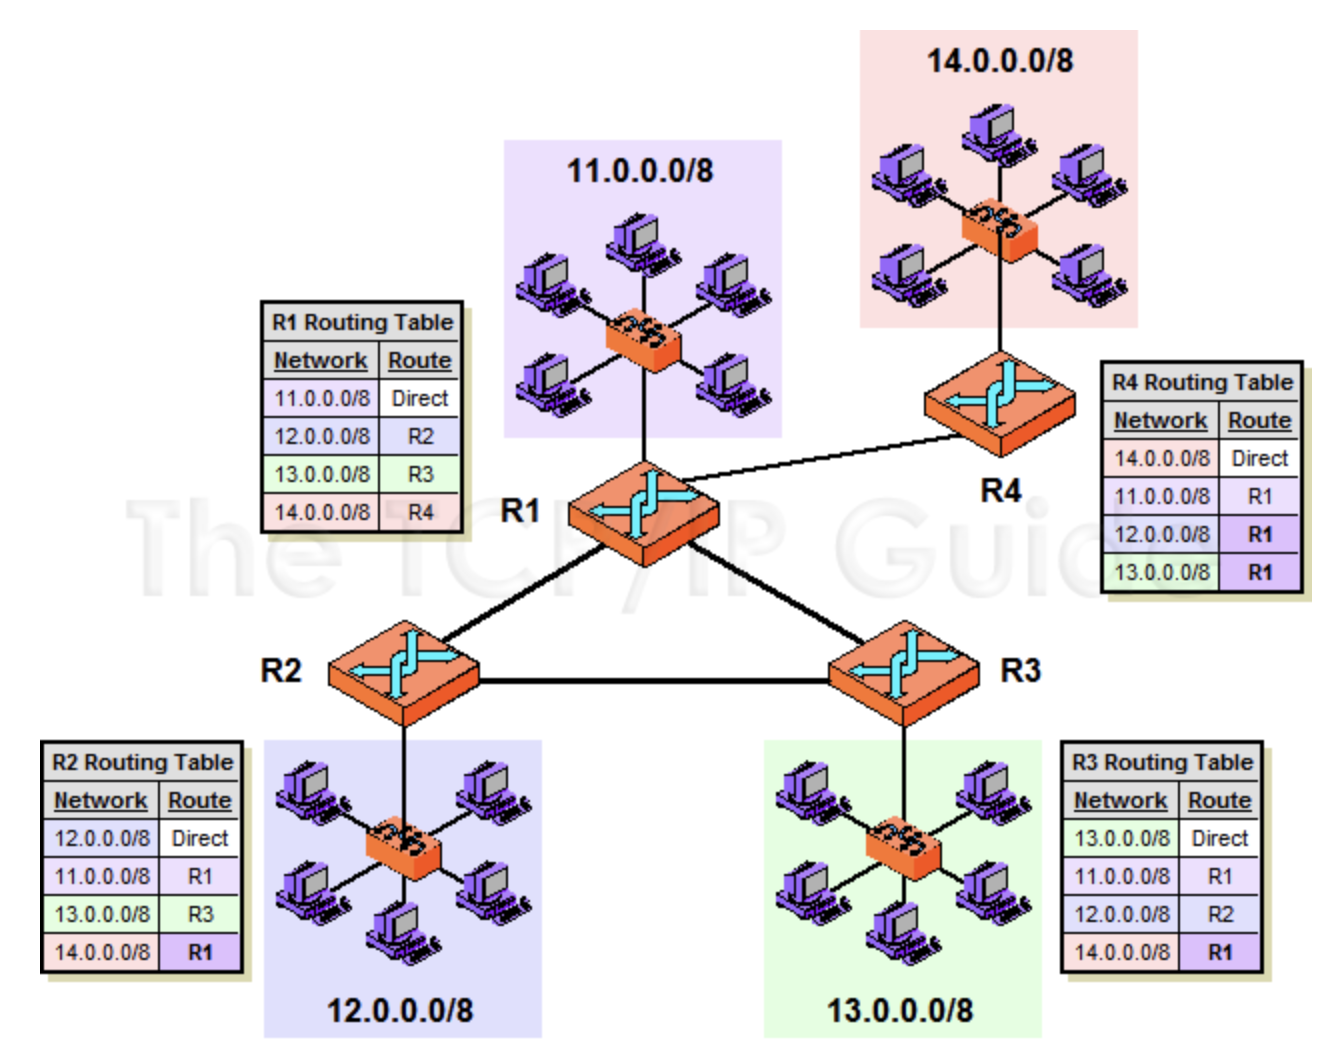 14.0.0.0/8
11.0.0.0/8
R1 Routing Table
Network Route
11.0.0.0/8 Direct
12.0.0.0/8 R2
13.0.0.0/8 R3
14.0.0.0/8 R4
R4 Routing Table
Network Route
14.0.0.0/8 Direct
11.0.0.0/8 R1
12.0.0.0/8 R1
13.0.0.0/8 R1
R4
R1
The TCP/IP Guide
R2
R3
R2 Routing Table
Network Route
12.0.0.0/8 Direct
11.0.0.0/8 R1
13.0.0.0/8 R3
14.0.0.0/8 R1
R3 Routing Table
Network Route
13.0.0.0/8 Direct
11.0.0.0/8 R1
12.0.0.0/8 R2
14.0.0.0/8 R1
12.0.0.0/8
13.0.0.0/8